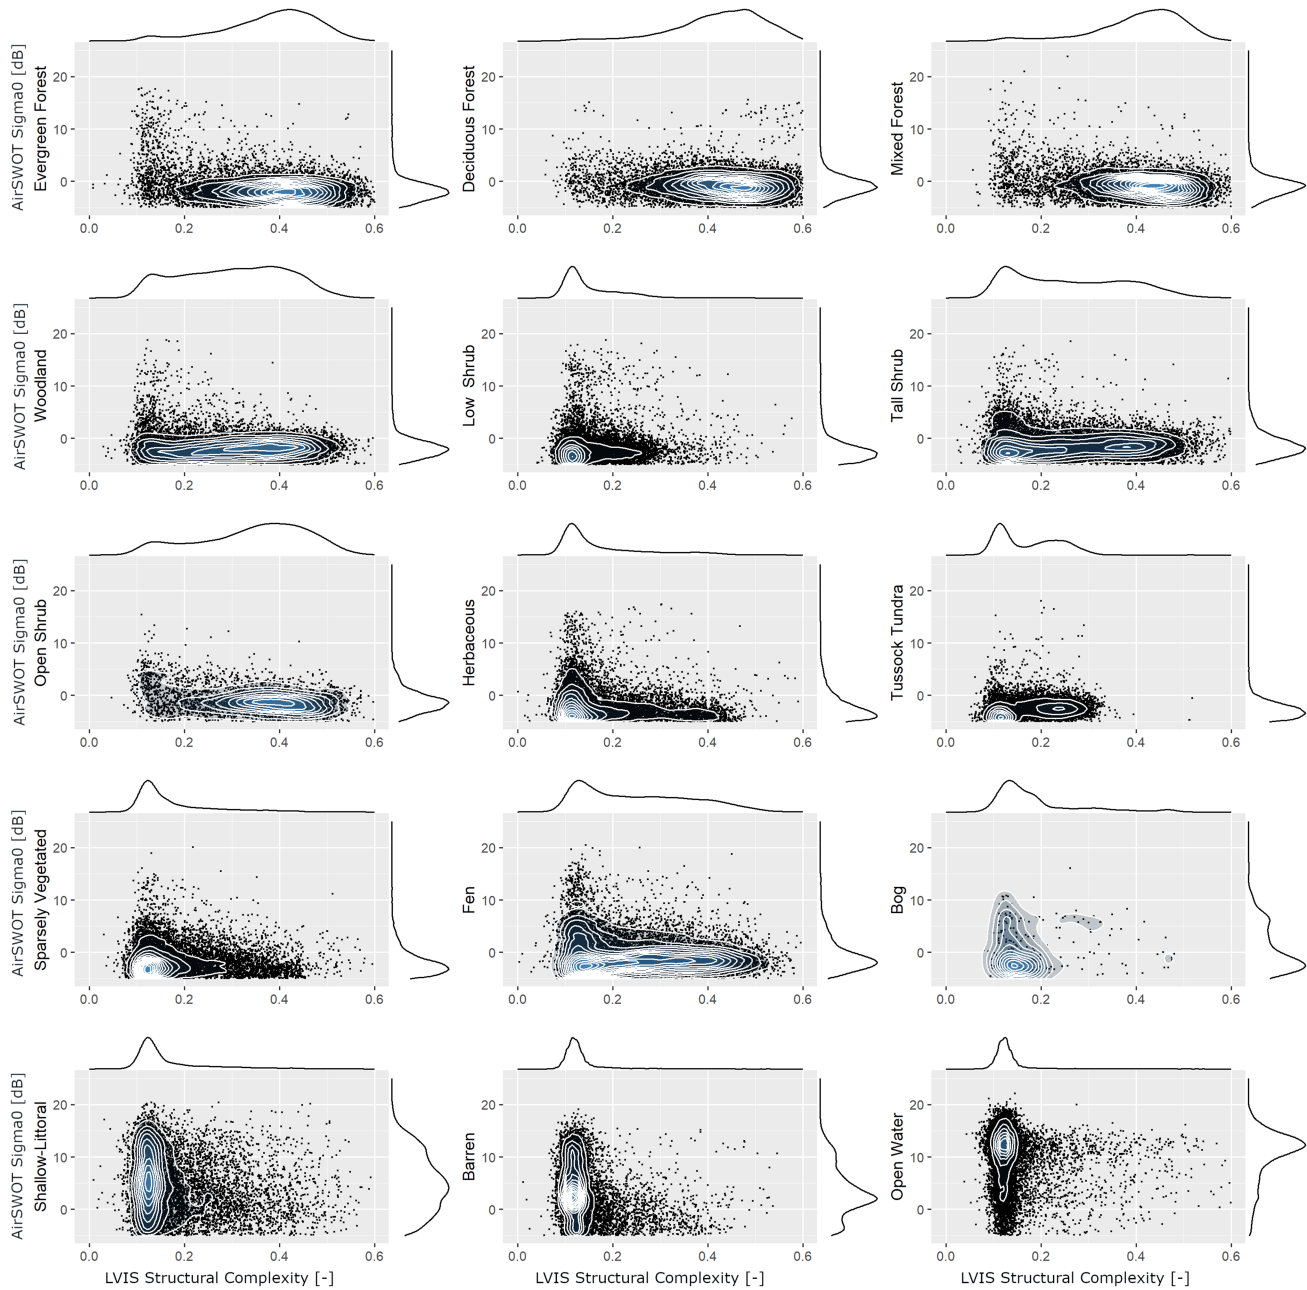 AirSWOT Sigma0 [dB]
Evergreen Forest
20
10
0
0.0 0.2 0.4 0.6
Deciduous Forest
20
10
0
0.0 0.2 0.4 0.6
Mixed Forest
20
10
0
0.0 0.2 0.4 0.6
AirSWOT Sigma0 [dB]
Woodland
20
10
0
0.0 0.2 0.4 0.6
Low Shrub
20
10
0
0.0 0.2 0.4 0.6
Tall Shrub
20
10
0
0.0 0.2 0.4 0.6
AirSWOT Sigma0 [dB]
Open Shrub
20
10
0
0.0 0.2 0.4 0.6
Herbaceous
20
10
0
0.0 0.2 0.4 0.6
Tussock Tundra
20
10
0
0.0 0.2 0.4 0.6
AirSWOT Sigma0 [dB]
Sparsely Vegetated
20
10
0
0.0 0.2 0.4 0.6
Fen
20
10
0
0.0 0.2 0.4 0.6
Bog
20
10
0
0.0 0.2 0.4 0.6
AirSWOT Sigma0 [dB]
Shallow-Littoral
20
10
0
0.0 0.2 0.4 0.6
LVIS Structural Complexity [-]
Barren
20
10
0
0.0 0.2 0.4 0.6
LVIS Structural Complexity [-]
Open Water
20
10
0
0.0 0.2 0.4 0.6
LVIS Structural Complexity [-]